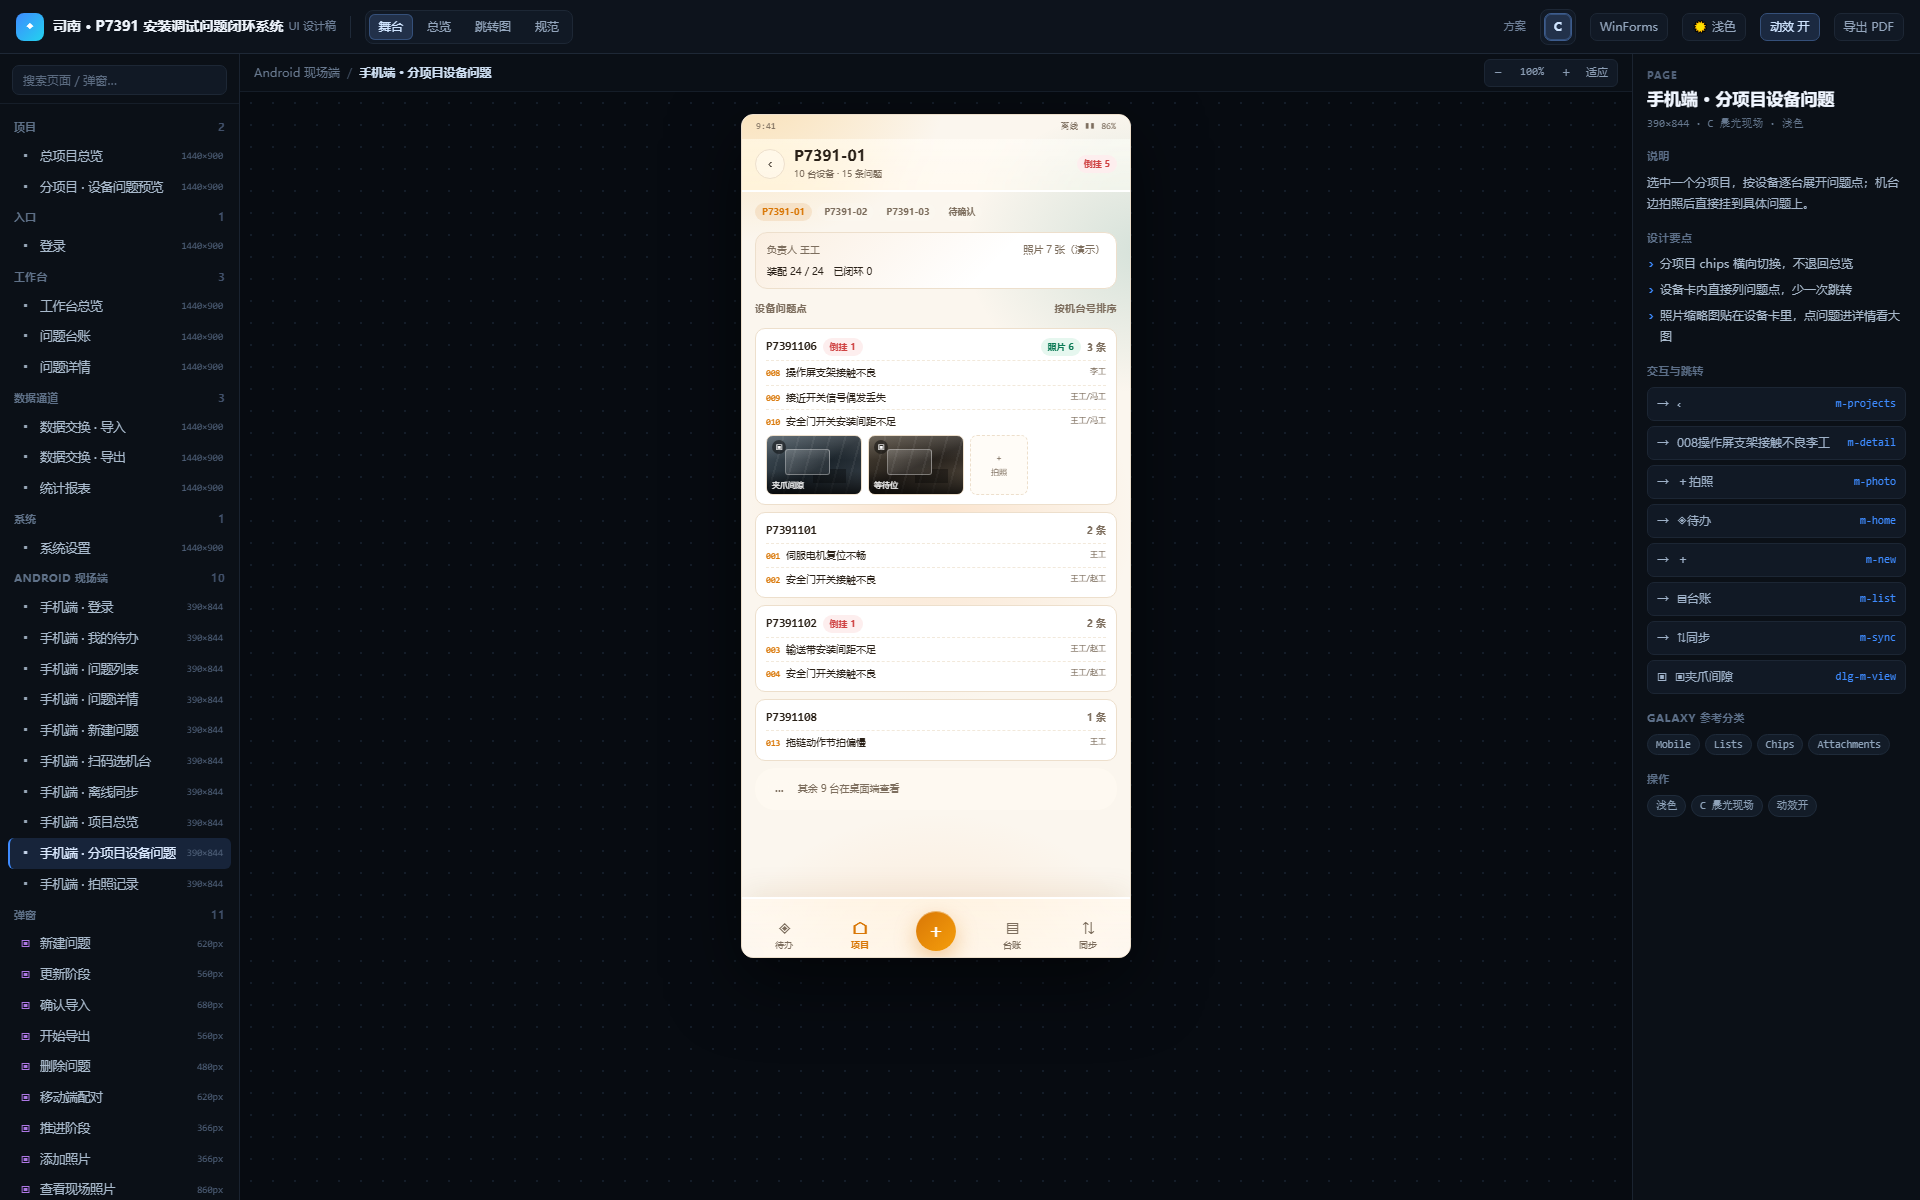 司南 • P7391 安装调试问题闭环系统 UI 设计稿
舞台 总览 跳转图 规范
方案 C WinForms 浅色 动效 开 导出 PDF
搜索页面 / 弹窗...
项目 2
总项目总览 1440×900
分项目 · 设备问题预览 1440×900
入口 1
登录 1440×900
工作台 3
工作台总览 1440×900
问题台账 1440×900
问题详情 1440×900
数据通道 3
数据交换 · 导入 1440×900
数据交换 · 导出 1440×900
统计报表 1440×900
系统 1
系统设置 1440×900
ANDROID 现场端 10
手机端 · 登录 390×844
手机端 · 我的待办 390×844
手机端 · 问题列表 390×844
手机端 · 问题详情 390×844
手机端 · 新建问题 390×844
手机端 · 扫码选机台 390×844
手机端 · 离线同步 390×844
手机端 · 项目总览 390×844
手机端 · 分项目设备问题 390×844
手机端 · 拍照记录 390×844
弹窗 11
新建问题 620px
更新阶段 560px
确认导入 680px
开始导出 560px
删除问题 480px
移动端配对 620px
推进阶段 366px
添加照片 366px
查看现场照片 860px
Android 现场端 / 手机端 • 分项目设备问题
− 100% + 适应
9:41 离线 86%
‹ P7391-01 倒挂 5
10 台设备 · 15 条问题
P7391-01 P7391-02 P7391-03 待确认
负责人 王工 照片 7 张（演示）
装配 24 / 24 已闭环 0
设备问题点 按机台号排序
P7391106 倒挂 1 照片 6 3 条
008 操作屏支架接触不良 李工
009 接近开关信号偶发丢失 王工/冯工
010 安全门开关安装间距不足 王工/冯工
夹爪间隙 等待位 + 拍照
P7391101 2 条
001 伺服电机复位不畅 王工
002 安全门开关接触不良 王工/赵工
P7391102 倒挂 1 2 条
003 输送带安装间距不足 王工/赵工
004 安全门开关接触不良 王工/赵工
P7391108 1 条
013 拖链动作节拍偏慢 王工
… 其余 9 台在桌面端查看
待办 项目 + 台账 同步
PAGE
手机端 • 分项目设备问题
390×844 · C 晨光现场 · 浅色
说明
选中一个分项目，按设备逐台展开问题点；机台
边拍照后直接挂到具体问题上。
设计要点
› 分项目 chips 横向切换，不退回总览
› 设备卡内直接列问题点，少一次跳转
› 照片缩略图贴在设备卡里，点问题进详情看大
图
交互与跳转
→ ‹ m-projects
→ 008操作屏支架接触不良李工 m-detail
→ +拍照 m-photo
→ ◈待办 m-home
→ + m-new
→ ▤台账 m-list
→ ⇅同步 m-sync
▣ ▣夹爪间隙 dlg-m-view
GALAXY 参考分类
Mobile Lists Chips Attachments
操作
浅色 C 晨光现场 动效开